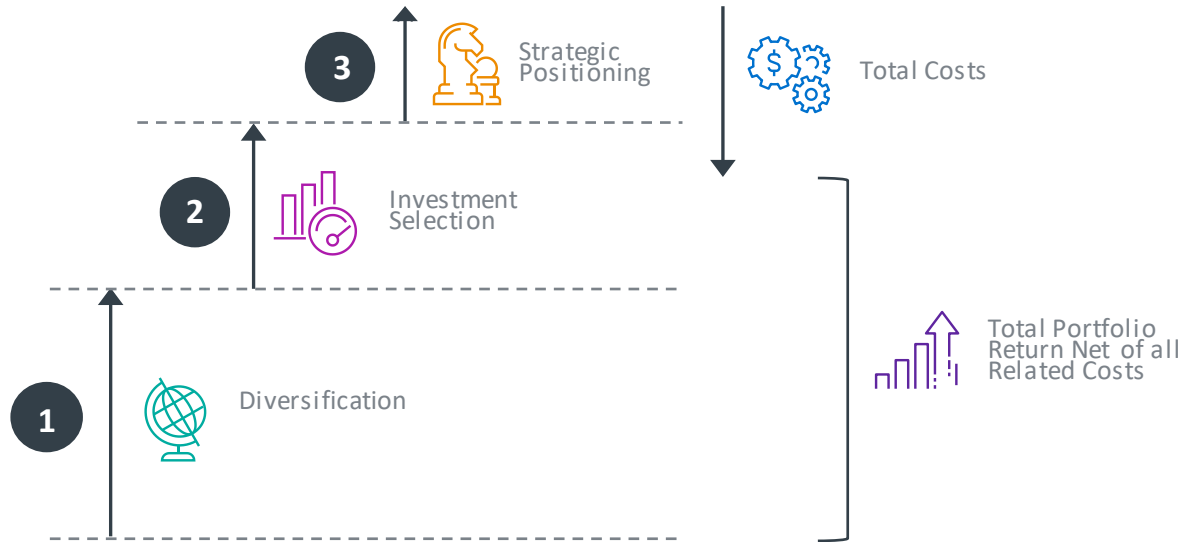 3
Strategic
Positioning
$
Total Costs
2
Investment
Selection
Total Portfolio
Return Net of all
Related Costs
1
Diversification